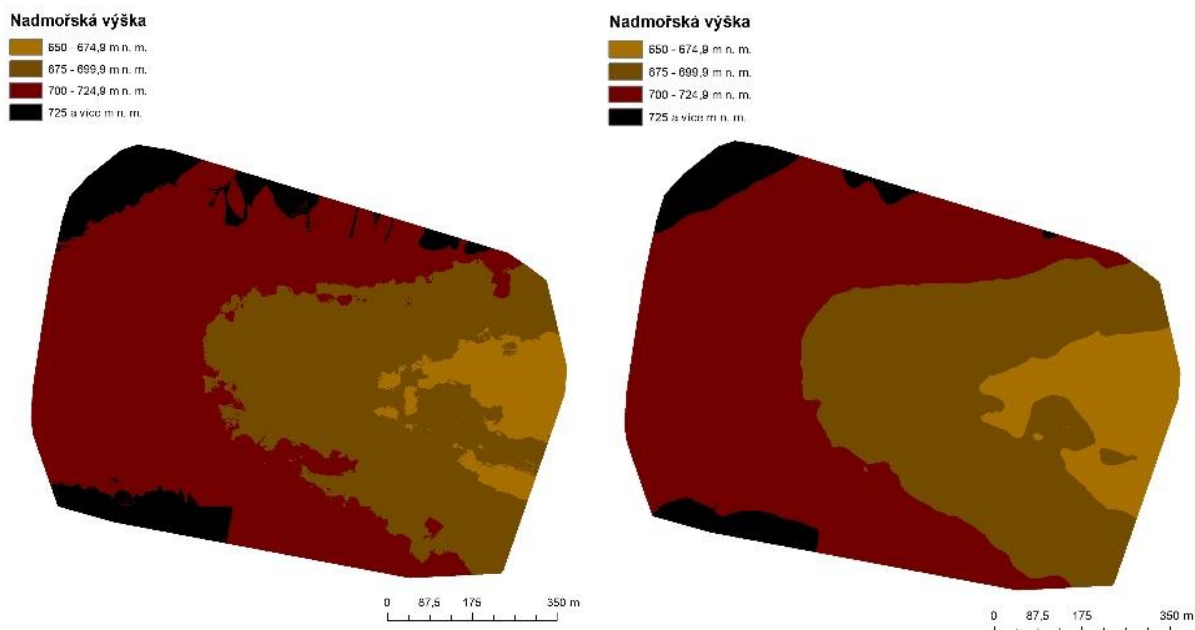 Nadmořská výška
650 - 674,9 m n. m.
675 - 699,9 m n. m.
700 - 724,9 m n. m.
725 a více m n. m.
0 87,5 175 350 m
Nadmořská výška
650 - 674,9 m n. m.
675 - 699,9 m n. m.
700 - 724,9 m n. m.
725 a více m n. m.
0 87,5 175 350 m